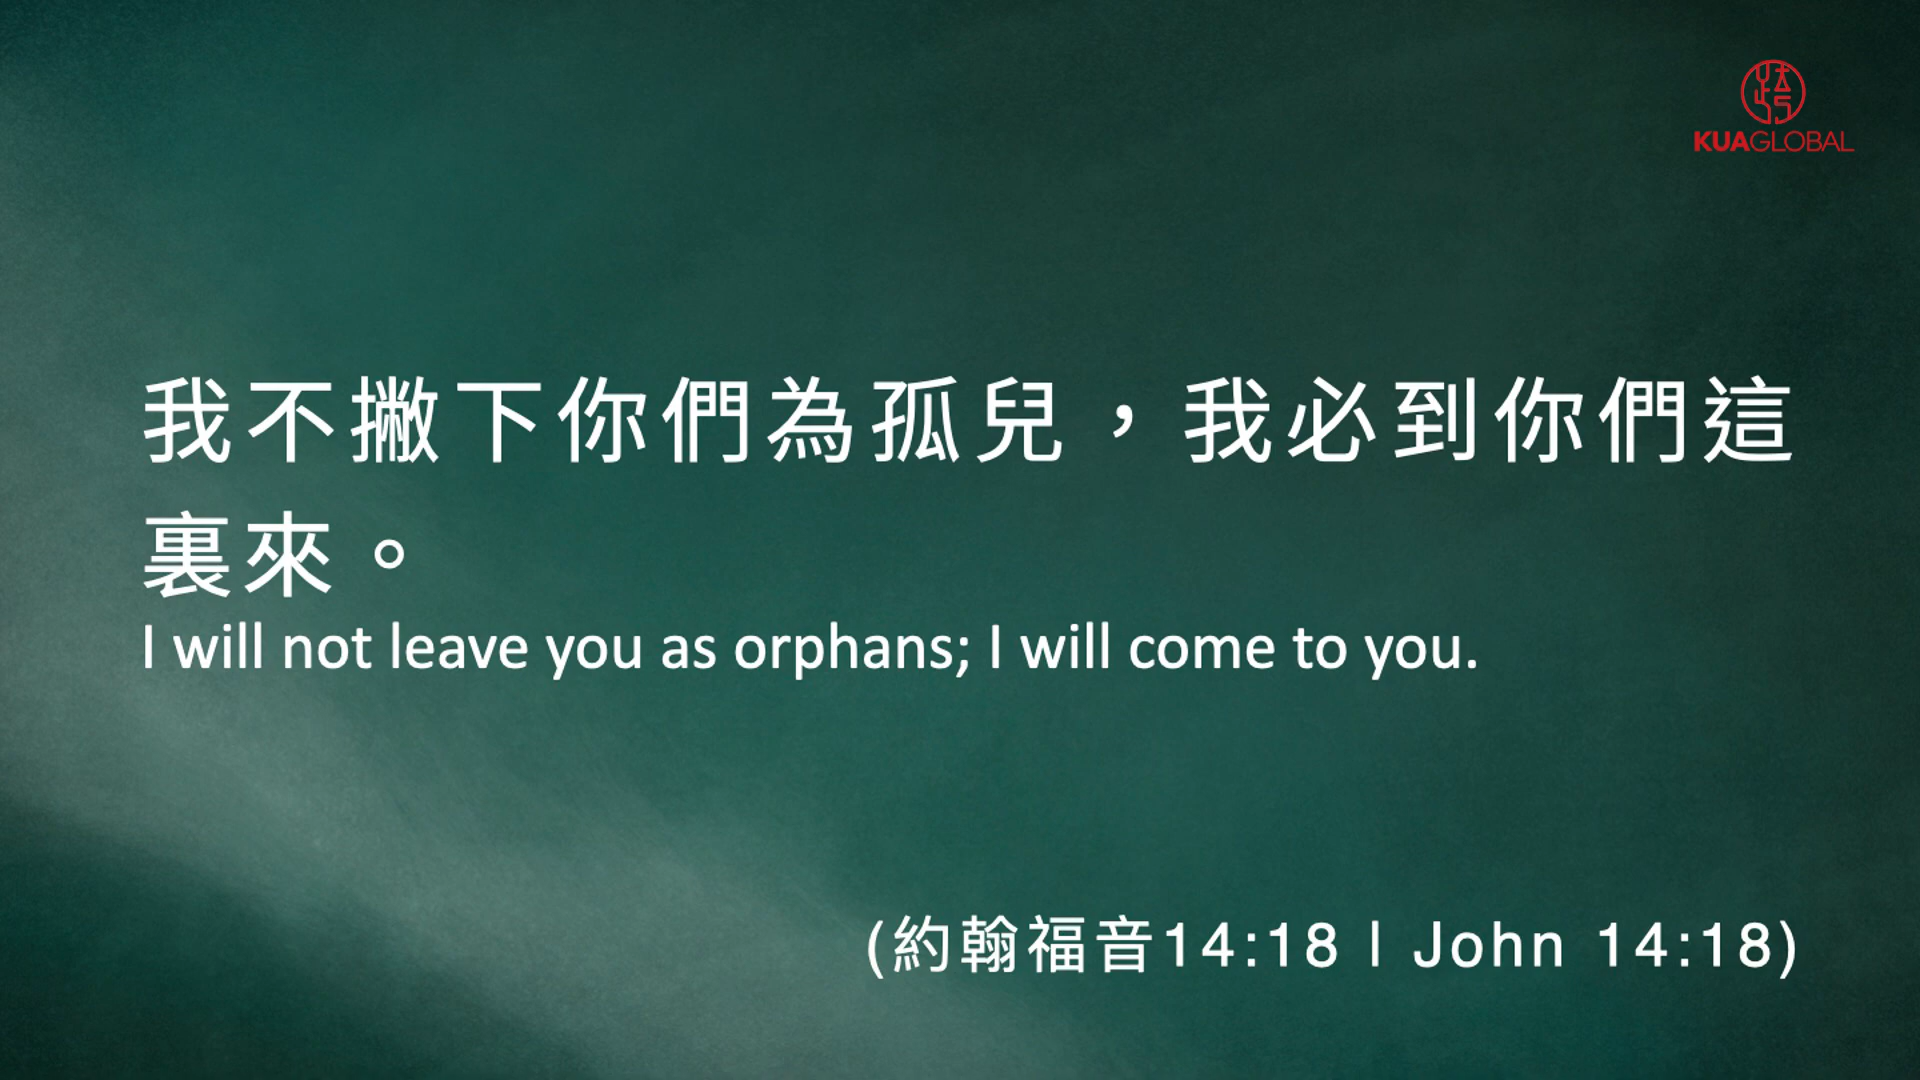 KUAGLOBAL
我不撇下你們為孤兒，我必到你們這
裏來。
I will not leave you as orphans; I will come to you.
(約翰福音14:18 | John 14:18)